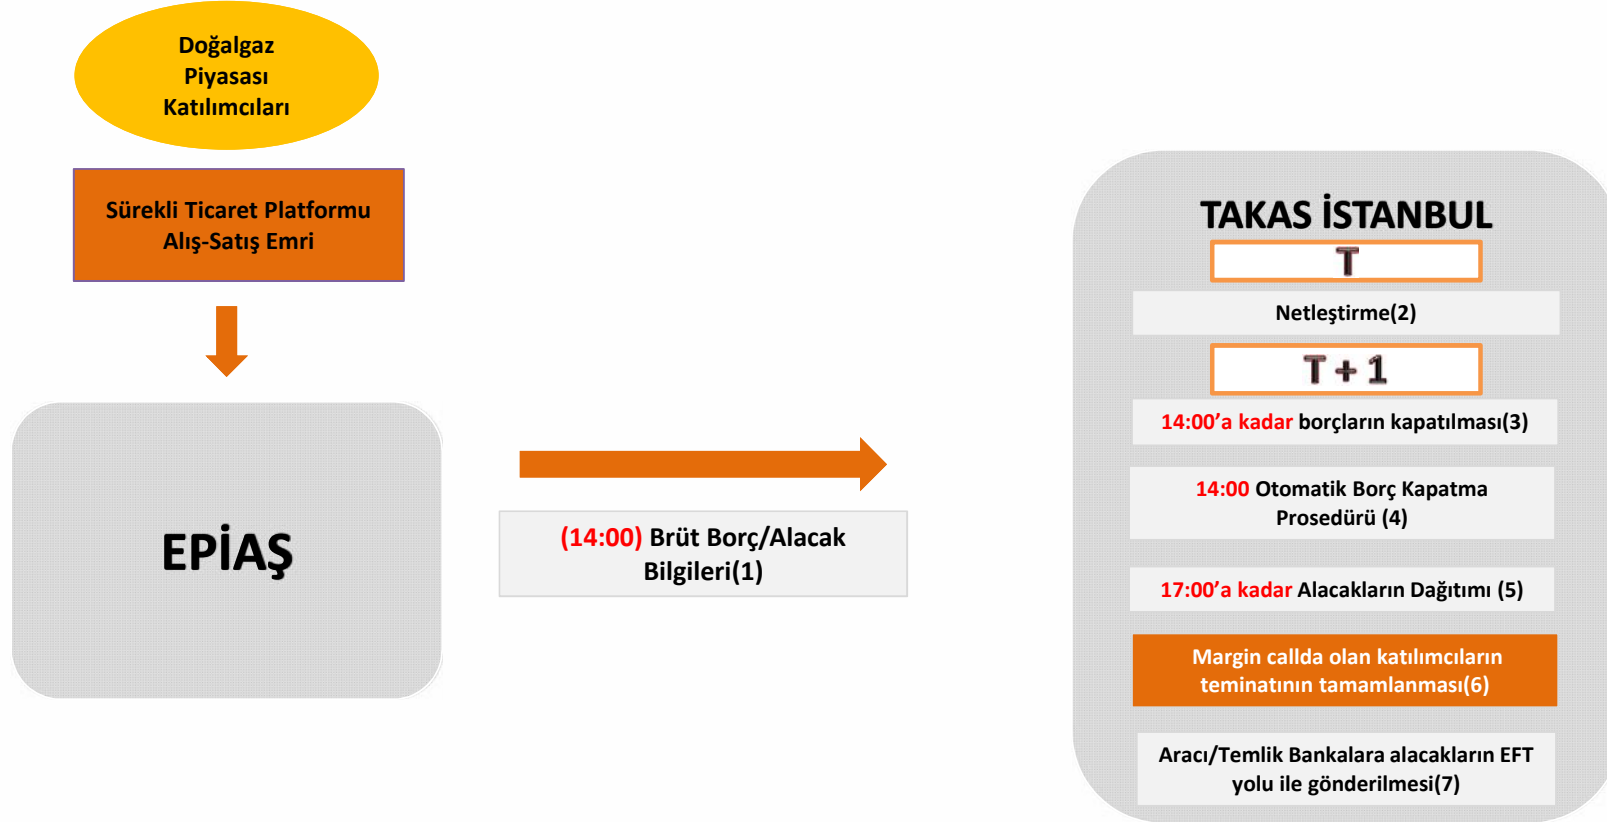 Doğalgaz
Piyasası
Katılımcıları
Sürekli Ticaret Platformu
Alış-Satış Emri
EPİAŞ
(14:00) Brüt Borç/Alacak
Bilgileri(1)
TAKAS İSTANBUL
T
Netleştirme(2)
T + 1
14:00’a kadar borçların kapatılması(3)
14:00 Otomatik Borç Kapatma
Prosedürü (4)
17:00’a kadar Alacakların Dağıtımı (5)
Margin callda olan katılımcıların
teminatının tamamlanması(6)
Aracı/Temlik Bankalara alacakların EFT
yolu ile gönderilmesi(7)